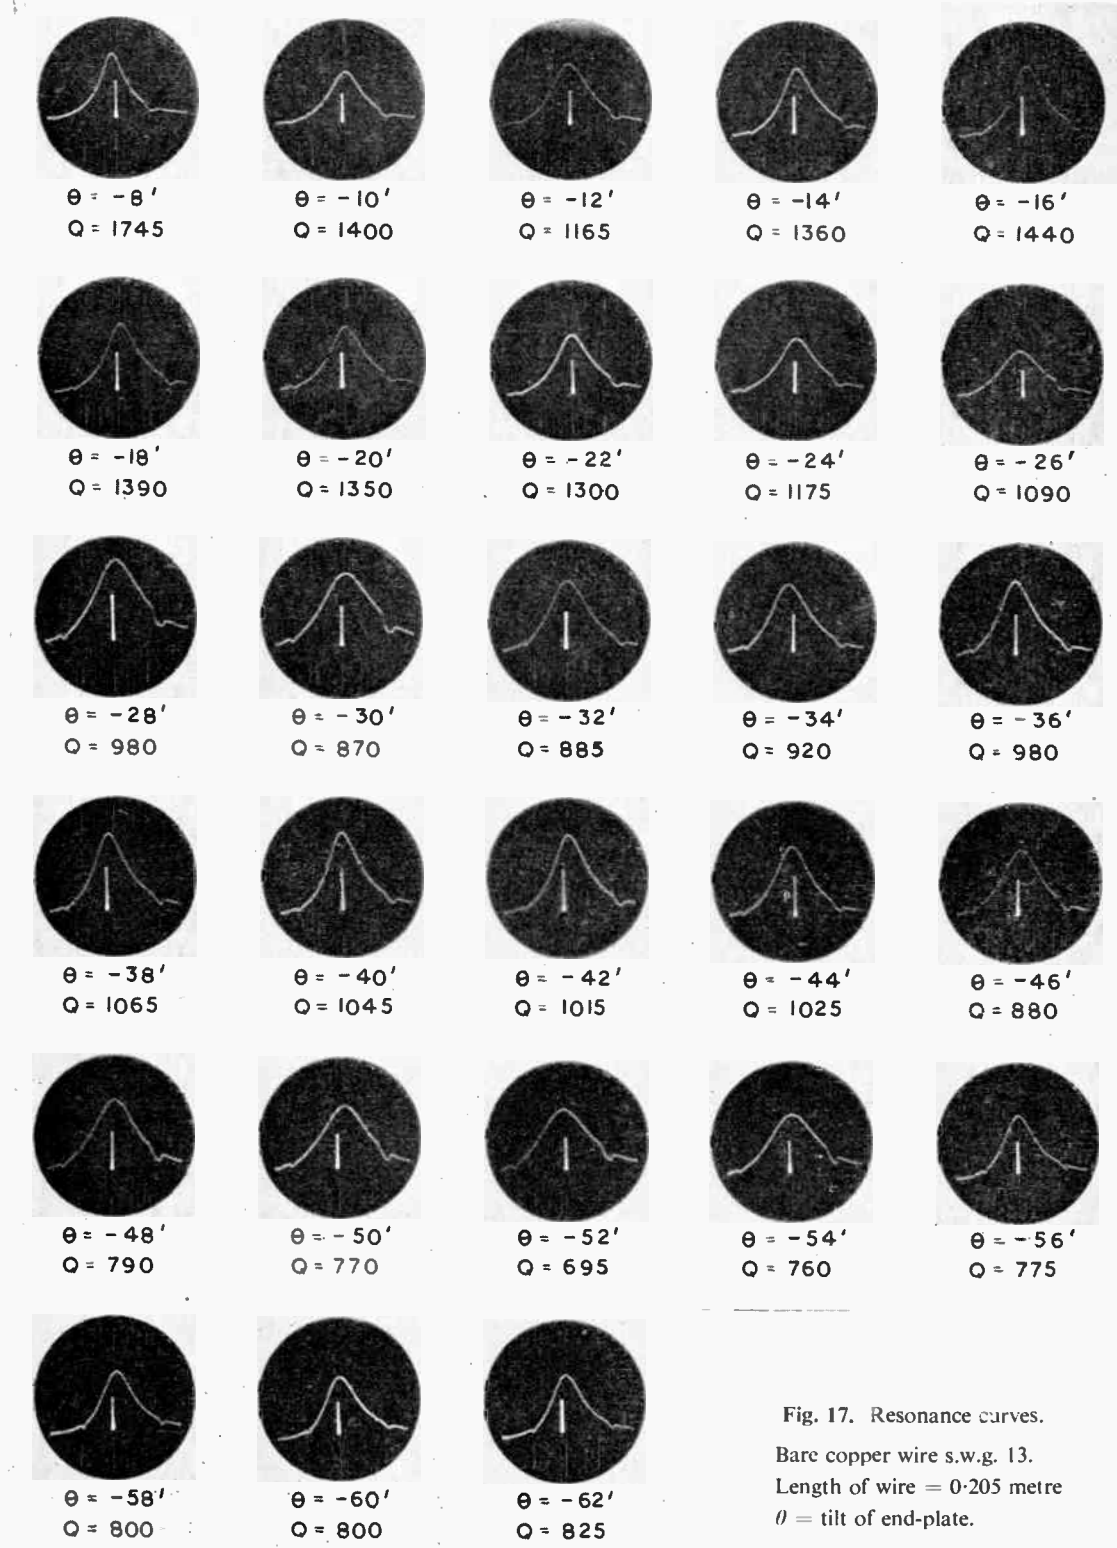 θ = -8′
Q = 1745
θ = -10′
Q = 1400
θ = -12′
Q = 1165
θ = -14′
Q = 1360
θ = -16′
Q = 1440
θ = -18′
Q = 1390
θ = -20′
Q = 1350
θ = -22′
Q = 1300
θ = -24′
Q = 1175
θ = -26′
Q = 1090
θ = -28′
Q = 980
θ = -30′
Q = 870
θ = -32′
Q = 885
θ = -34′
Q = 920
θ = -36′
Q = 980
θ = -38′
Q = 1065
θ = -40′
Q = 1045
θ = -42′
Q = 1015
θ = -44′
Q = 1025
θ = -46′
Q = 880
θ = -48′
Q = 790
θ = -50′
Q = 770
θ = -52′
Q = 695
θ = -54′
Q = 760
θ = -56′
Q = 775
θ = -58′
Q = 800
θ = -60′
Q = 800
θ = -62′
Q = 825
Fig. 17. Resonance curves.
Bare copper wire s.w.g. 13.
Length of wire = 0·205 metre
θ = tilt of end-plate.